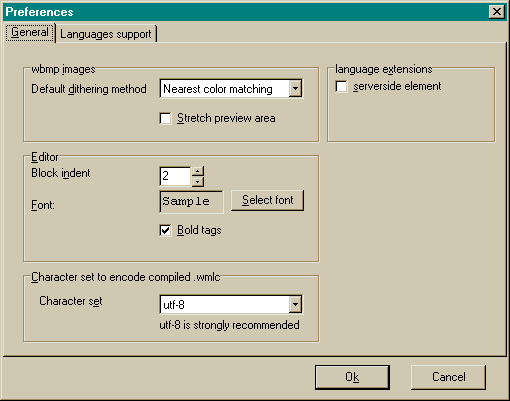 Preferences
General
Languages support
wbmp images
Default dithering method
Nearest color matching
Stretch preview area
language extensions
serverside element
Editor
Block indent
2
Font:
Sample
Select font
Bold tags
Character set to encode compiled .wmlc
Character set
utf-8
utf-8 is strongly recommended
Ok
Cancel